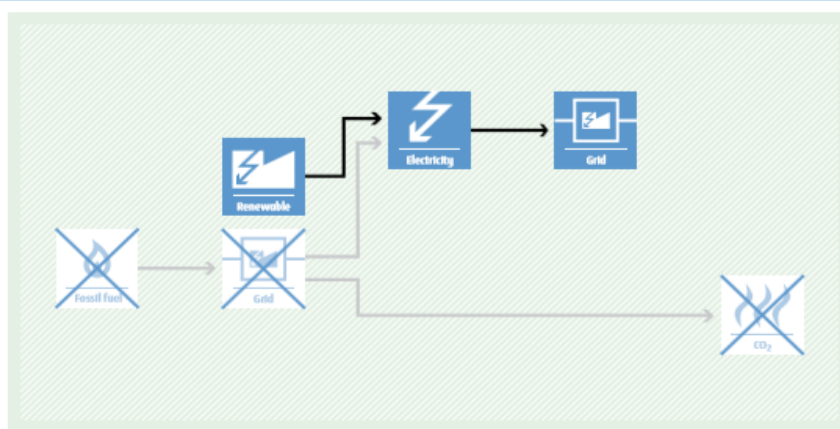 Electricity
Grid
Renewable
Fossil fuel
Grid
CO₂